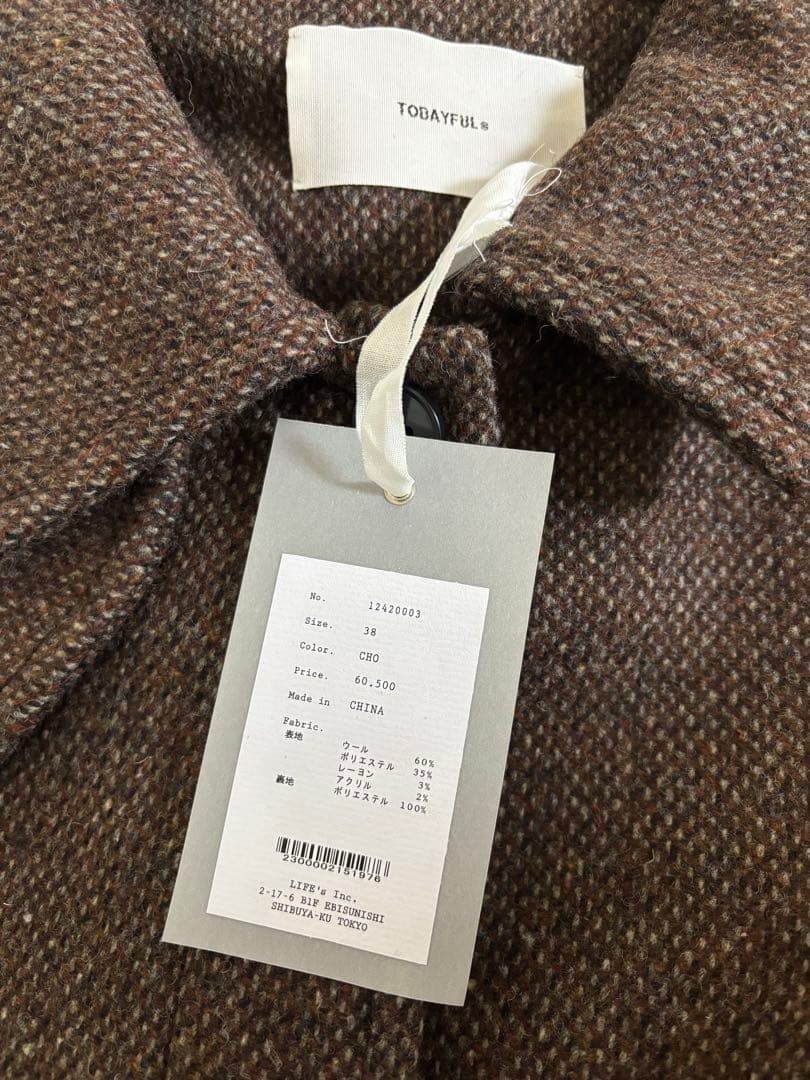 TOBAYFULs
No. 12420003
Size. 38
Color. CHO
Price. 60.500
Made in CHINA
Fabric.
表地 ウール 60%
ポリエステル 35%
レーヨン 3%
アクリル 2%
裏地 ポリエステル 100%
2300002151976
LIFE's Inc.
2-17-6 B1F EBISUNISHI
SHIBUYA-KU TOKYO